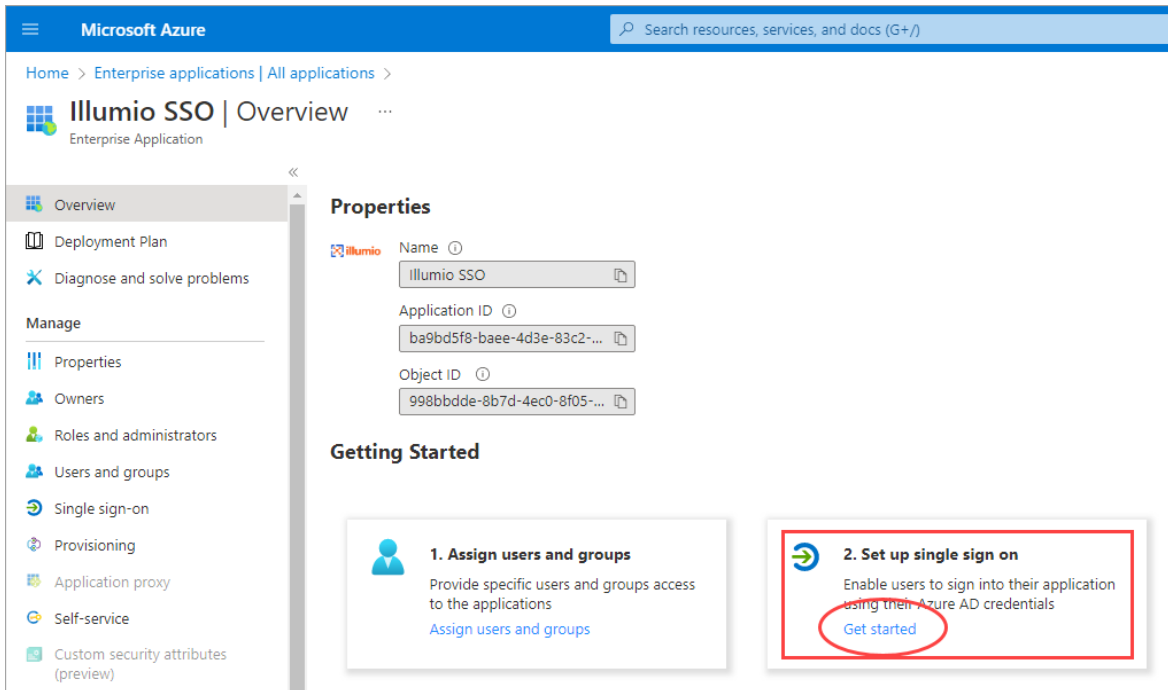 Microsoft Azure
Search resources, services, and docs (G+/)
Home > Enterprise applications | All applications >
Illumio SSO | Overview ...
Enterprise Application
«
Overview
Deployment Plan
Diagnose and solve problems
Manage
Properties
Owners
Roles and administrators
Users and groups
Single sign-on
Provisioning
Application proxy
Self-service
Custom security attributes
(preview)
Properties
illumio
Name
Illumio SSO
Application ID
ba9bd5f8-baee-4d3e-83c2-...
Object ID
998bbdde-8b7d-4ec0-8f05-...
Getting Started
1. Assign users and groups
Provide specific users and groups access
to the applications
Assign users and groups
2. Set up single sign on
Enable users to sign into their application
using their Azure AD credentials
Get started